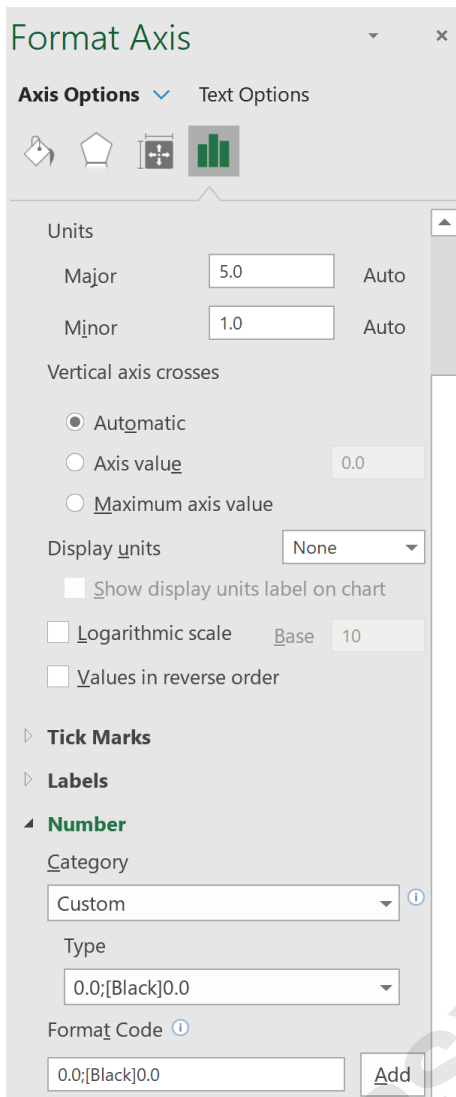 Format Axis
Axis Options Text Options
Units
Major 5.0 Auto
Minor 1.0 Auto
Vertical axis crosses
Automatic
Axis value 0.0
Maximum axis value
Display units None
Show display units label on chart
Logarithmic scale Base 10
Values in reverse order
Tick Marks
Labels
Number
Category
Custom
Type
0.0;[Black]0.0
Format Code
0.0;[Black]0.0 Add